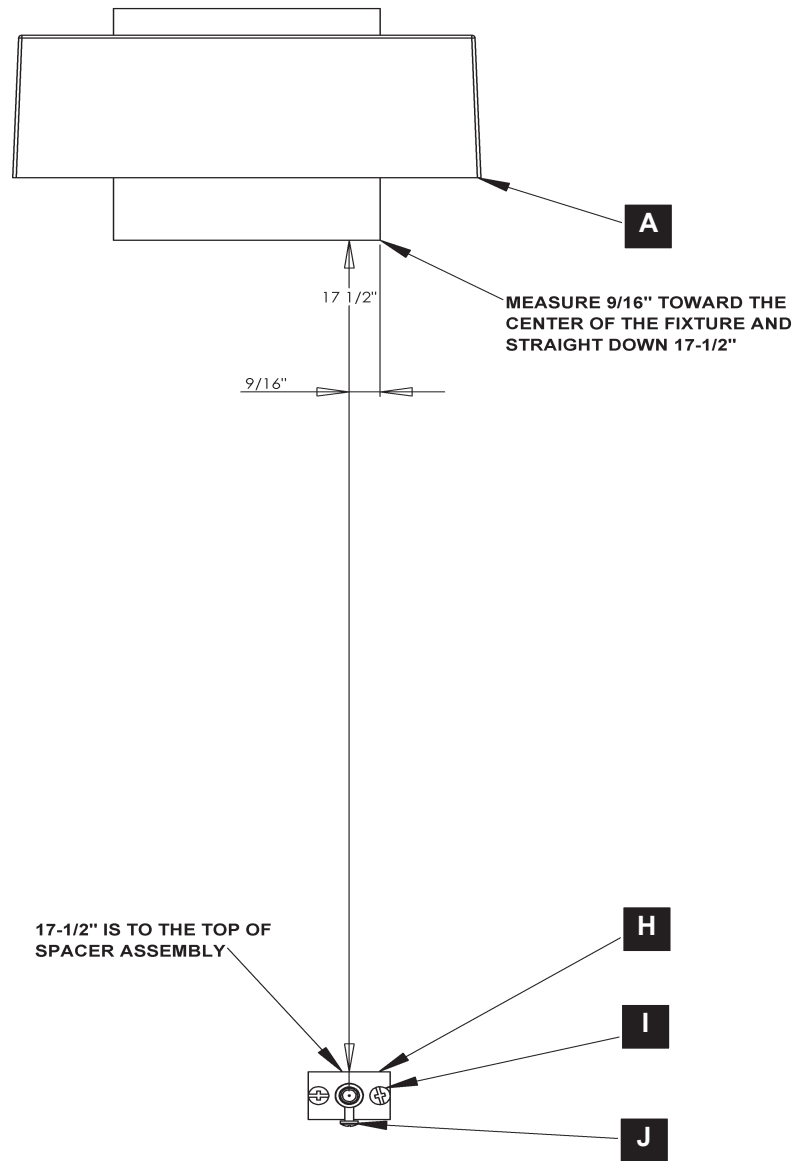 A
17 1/2"
MEASURE 9/16" TOWARD THE
CENTER OF THE FIXTURE AND
STRAIGHT DOWN 17-1/2"
9/16"
17-1/2" IS TO THE TOP OF
SPACER ASSEMBLY
H
I
J